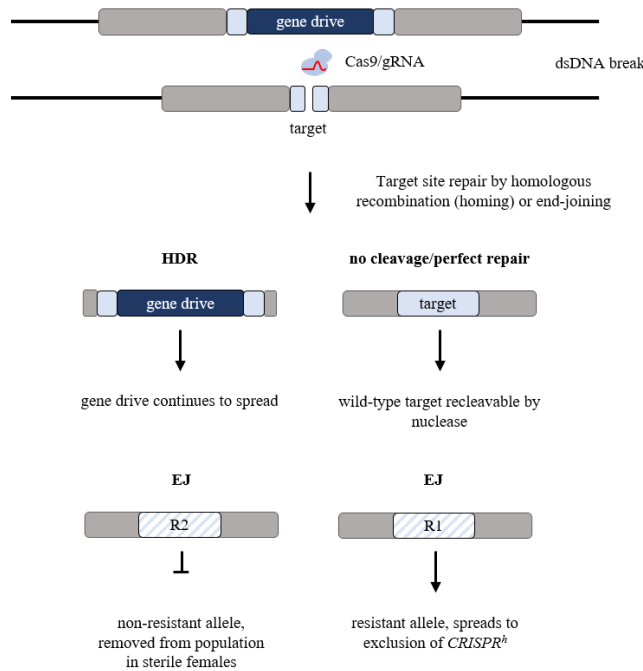 gene drive
Cas9/gRNA
dsDNA break
target
Target site repair by homologous
recombination (homing) or end-joining
HDR
no cleavage/perfect repair
gene drive
target
gene drive continues to spread
wild-type target recleavable by
nuclease
EJ
EJ
R2
R1
non-resistant allele,
removed from population
in sterile females
resistant allele, spreads to
exclusion of CRISPRʰ